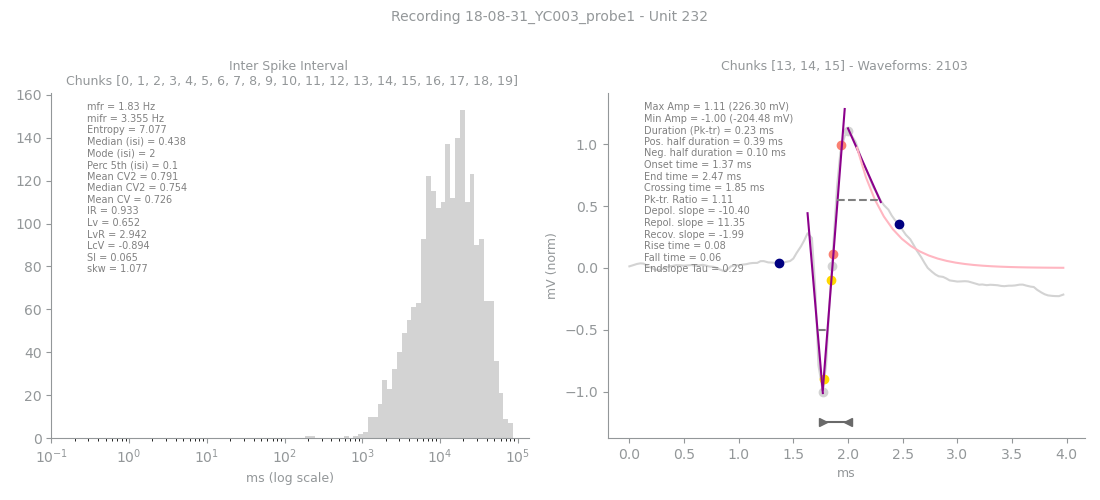 Recording 18-08-31_YC003_probe1 - Unit 232
Inter Spike Interval
Chunks [0, 1, 2, 3, 4, 5, 6, 7, 8, 9, 10, 11, 12, 13, 14, 15, 16, 17, 18, 19]
160
140
120
100
80
60
40
20
0
mfr = 1.83 Hz
mifr = 3.355 Hz
Entropy = 7.077
Median (isi) = 0.438
Mode (isi) = 2
Perc 5th (isi) = 0.1
Mean CV2 = 0.791
Median CV2 = 0.754
Mean CV = 0.726
IR = 0.933
Lv = 0.652
LvR = 2.942
LcV = -0.894
SI = 0.065
skw = 1.077
10⁻¹ 10⁰ 10¹ 10² 10³ 10⁴ 10⁵
ms (log scale)
Chunks [13, 14, 15] - Waveforms: 2103
mV (norm)
1.0
0.5
0.0
−0.5
−1.0
Max Amp = 1.11 (226.30 mV)
Min Amp = -1.00 (-204.48 mV)
Duration (Pk-tr) = 0.23 ms
Pos. half duration = 0.39 ms
Neg. half duration = 0.10 ms
Onset time = 1.37 ms
End time = 2.47 ms
Crossing time = 1.85 ms
Pk-tr. Ratio = 1.11
Depol. slope = -10.40
Repol. slope = 11.35
Recov. slope = -1.99
Rise time = 0.08
Fall time = 0.06
End slope Tau = 0.29
0.0 0.5 1.0 1.5 2.0 2.5 3.0 3.5 4.0
ms